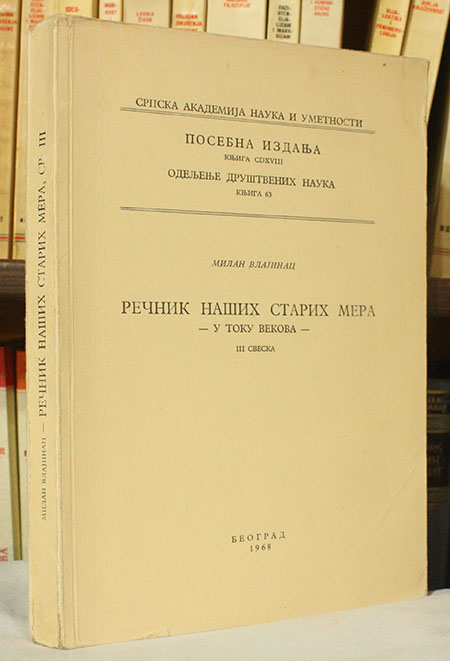 СРПСКА АКАДЕМИЈА НАУКА И УМЕТНОСТИ
ПОСЕБНА ИЗДАЊА
КЊИГА CDXVIII
ОДЕЉЕЊЕ ДРУШТВЕНИХ НАУКА
КЊИГА 63
МИЛАН ВЛАЈИНАЦ
РЕЧНИК НАШИХ СТАРИХ МЕРА
— У ТОКУ ВЕКОВА —
III СВЕСКА
БЕОГРАД
1968
МИЛАН ВЛАЈИНАЦ — РЕЧНИК НАШИХ СТАРИХ МЕРА, СР III